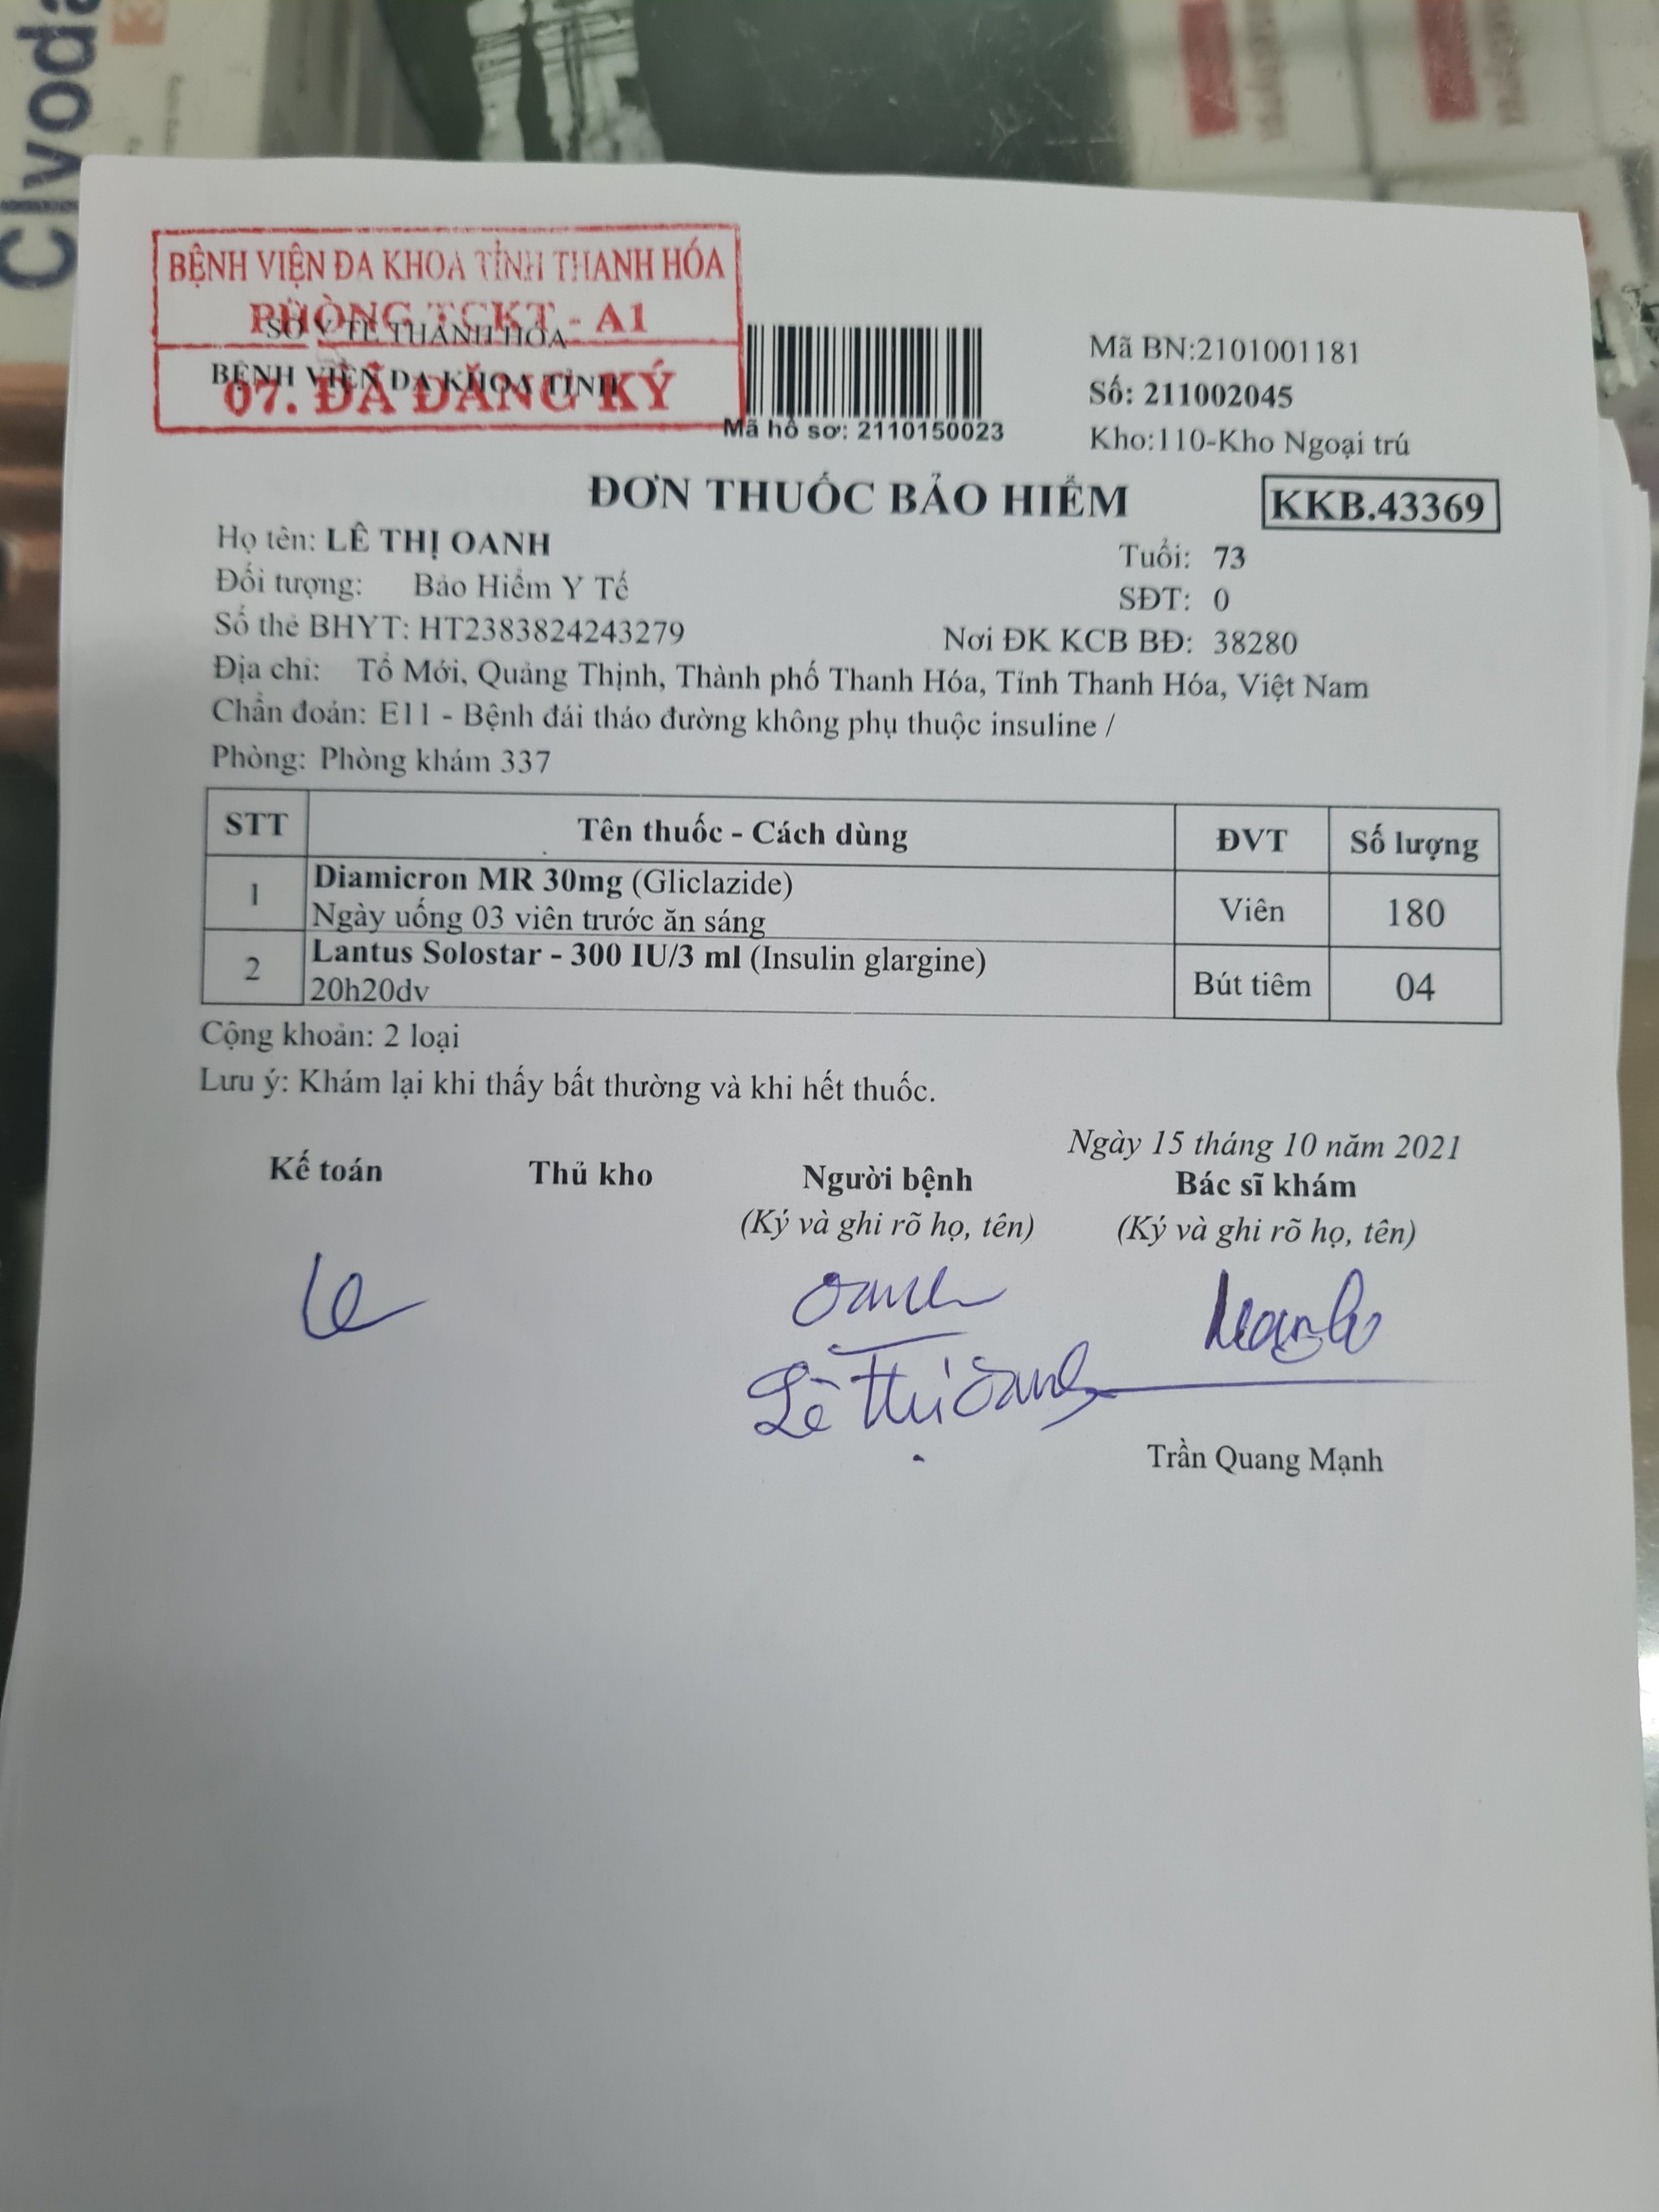 Clyoda
BỆNH VIỆN ĐA KHOA TỈNH THANH HÓA
PHÒNG TCKT - A1
SỞ Y TẾ THANH HÓA
BỆNH VIỆN ĐA KHOA TỈNH
07. ĐÃ ĐĂNG KÝ
Mã hồ sơ: 2110150023
Mã BN:2101001181
Số: 211002045
Kho:110-Kho Ngoại trú
ĐƠN THUỐC BẢO HIỂM
KKB.43369
Họ tên: LÊ THỊ OANH Tuổi: 73
Đối tượng: Bảo Hiểm Y Tế SĐT: 0
Số thẻ BHYT: HT2383824243279 Nơi ĐK KCB BĐ: 38280
Địa chỉ: Tổ Mới, Quảng Thịnh, Thành phố Thanh Hóa, Tỉnh Thanh Hóa, Việt Nam
Chẩn đoán: E11 - Bệnh đái tháo đường không phụ thuộc insuline /
Phòng: Phòng khám 337
STT Tên thuốc - Cách dùng ĐVT Số lượng
1 Diamicron MR 30mg (Gliclazide) Viên 180
Ngày uống 03 viên trước ăn sáng
2 Lantus Solostar - 300 IU/3 ml (Insulin glargine) Bút tiêm 04
20h20dv
Cộng khoản: 2 loại
Lưu ý: Khám lại khi thấy bất thường và khi hết thuốc.
Ngày 15 tháng 10 năm 2021
Kế toán Thủ kho Người bệnh Bác sĩ khám
(Ký và ghi rõ họ, tên) (Ký và ghi rõ họ, tên)
Oanh
Lê Thị Oanh
Trần Quang Mạnh